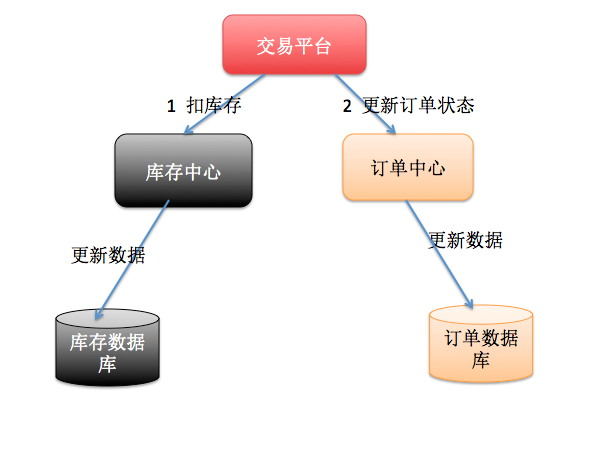 交易平台
1 扣库存
2 更新订单状态
库存中心
订单中心
更新数据
更新数据
库存数据
库
订单数据
库